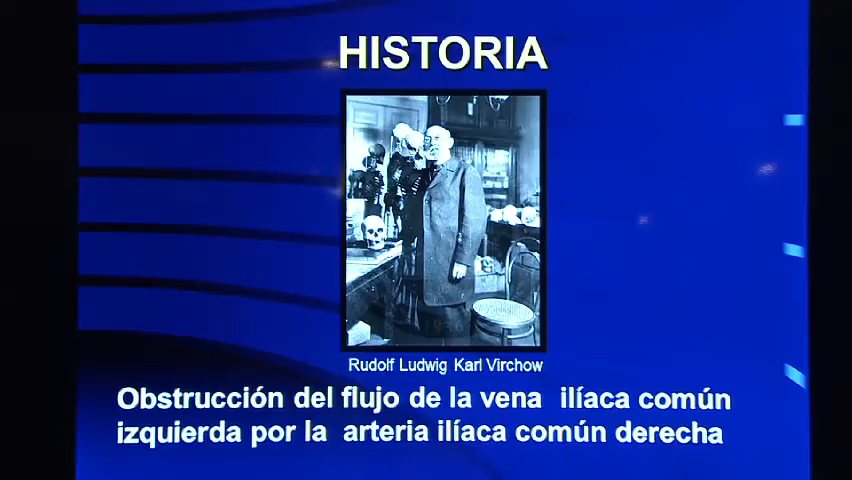 HISTORIA
Rudolf Ludwig Karl Virchow
Obstrucción del flujo de la vena ilíaca común
izquierda por la arteria ilíaca común derecha